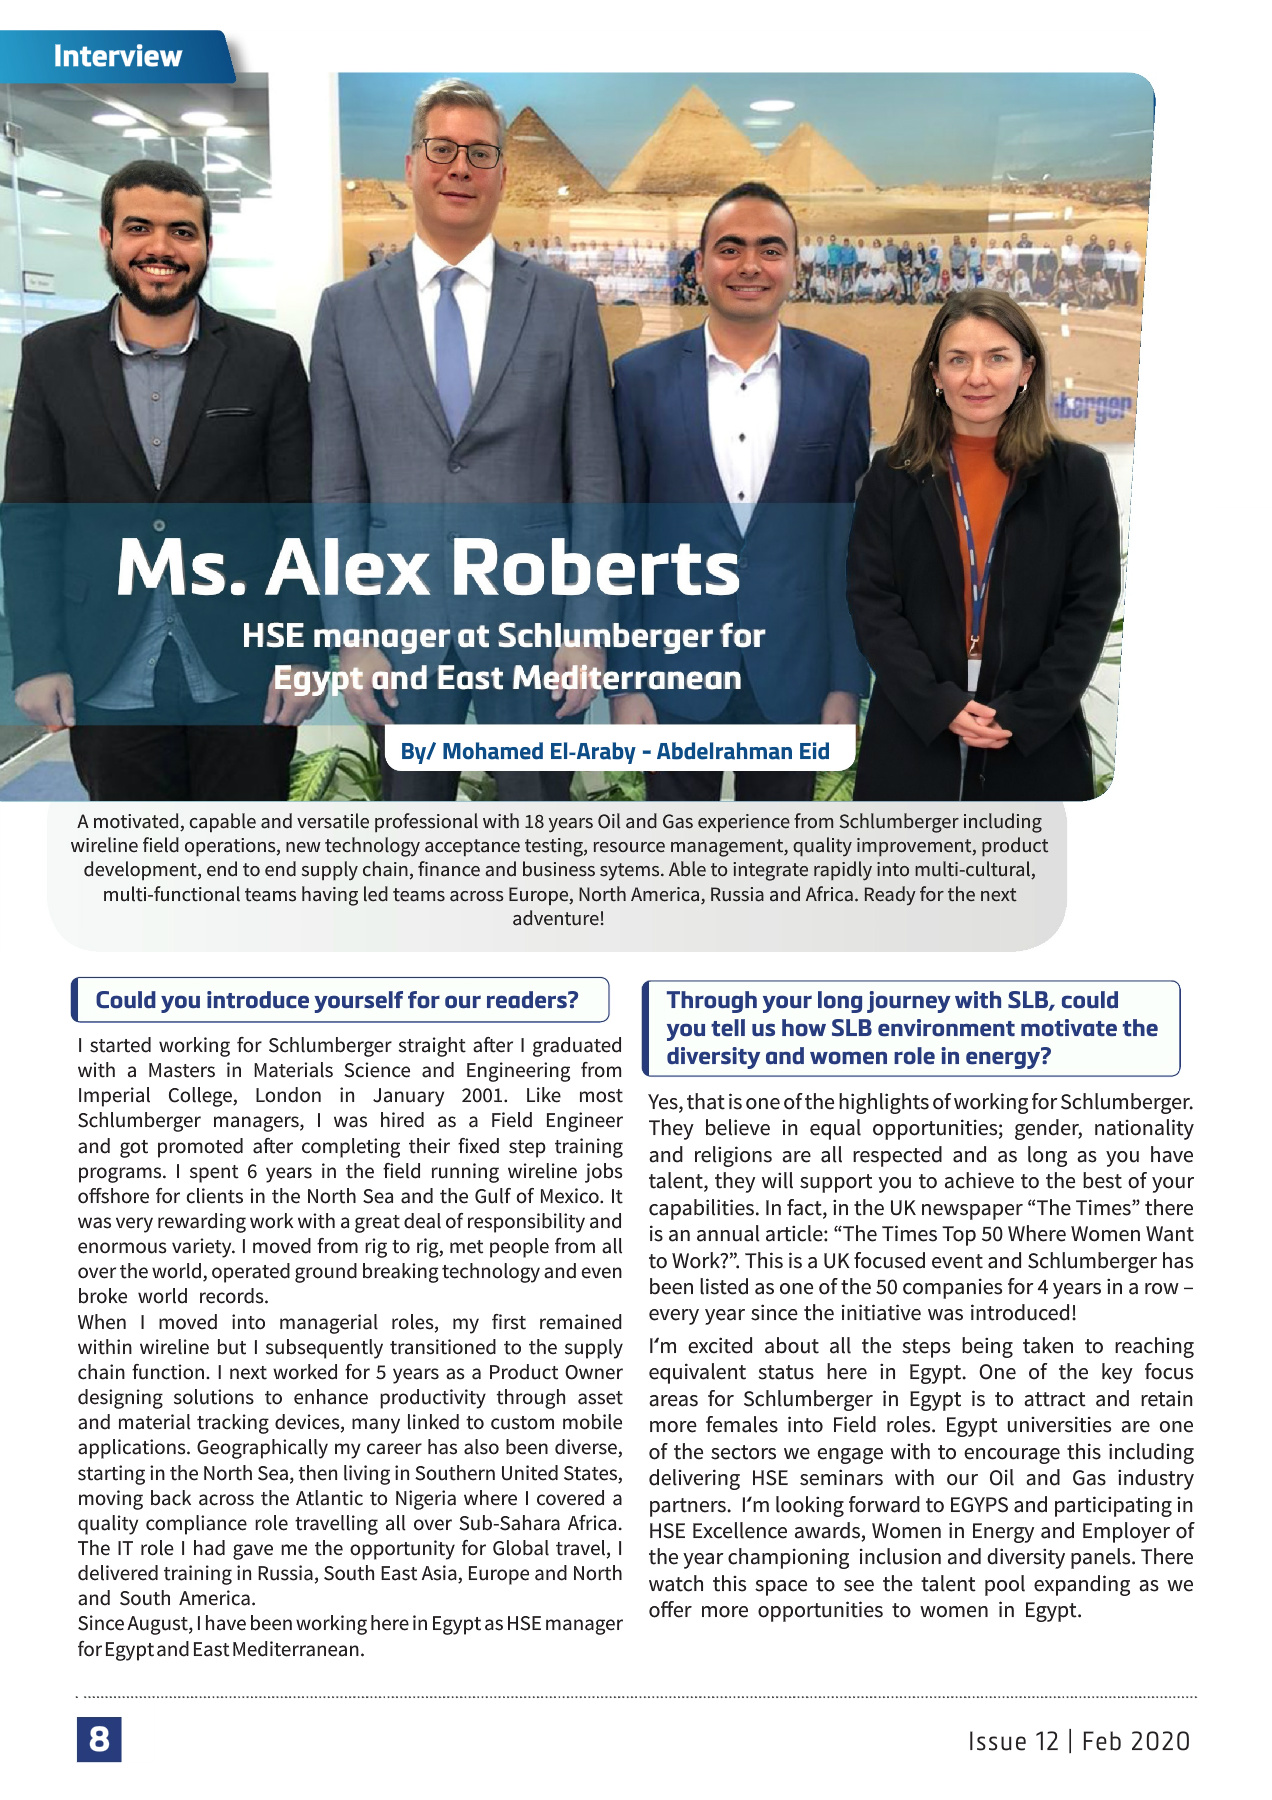 Interview
berger
Ms. Alex Roberts
HSE manager at Schlumberger for
Egypt and East Mediterranean
By/ Mohamed El-Araby - Abdelrahman Eid
A motivated, capable and versatile professional with 18 years Oil and Gas experience from Schlumberger including
wireline field operations, new technology acceptance testing, resource management, quality improvement, product
development, end to end supply chain, finance and business sytems. Able to integrate rapidly into multi-cultural,
multi-functional teams having led teams across Europe, North America, Russia and Africa. Ready for the next
adventure!
Could you introduce yourself for our readers?
I started working for Schlumberger straight after I graduated
with a Masters in Materials Science and Engineering from
Imperial College, London in January 2001. Like most
Schlumberger managers, I was hired as a Field Engineer
and got promoted after completing their fixed step training
programs. I spent 6 years in the field running wireline jobs
offshore for clients in the North Sea and the Gulf of Mexico. It
was very rewarding work with a great deal of responsibility and
enormous variety. I moved from rig to rig, met people from all
over the world, operated ground breaking technology and even
broke world records.
When I moved into managerial roles, my first remained
within wireline but I subsequently transitioned to the supply
chain function. I next worked for 5 years as a Product Owner
designing solutions to enhance productivity through asset
and material tracking devices, many linked to custom mobile
applications. Geographically my career has also been diverse,
starting in the North Sea, then living in Southern United States,
moving back across the Atlantic to Nigeria where I covered a
quality compliance role travelling all over Sub-Sahara Africa.
The IT role I had gave me the opportunity for Global travel, I
delivered training in Russia, South East Asia, Europe and North
and South America.
Since August, I have been working here in Egypt as HSE manager
for Egypt and East Mediterranean.
Through your long journey with SLB, could
you tell us how SLB environment motivate the
diversity and women role in energy?
Yes, that is one of the highlights of working for Schlumberger.
They believe in equal opportunities; gender, nationality
and religions are all respected and as long as you have
talent, they will support you to achieve to the best of your
capabilities. In fact, in the UK newspaper “The Times” there
is an annual article: “The Times Top 50 Where Women Want
to Work?”. This is a UK focused event and Schlumberger has
been listed as one of the 50 companies for 4 years in a row –
every year since the initiative was introduced!
I‘m excited about all the steps being taken to reaching
equivalent status here in Egypt. One of the key focus
areas for Schlumberger in Egypt is to attract and retain
more females into Field roles. Egypt universities are one
of the sectors we engage with to encourage this including
delivering HSE seminars with our Oil and Gas industry
partners. I‘m looking forward to EGYPS and participating in
HSE Excellence awards, Women in Energy and Employer of
the year championing inclusion and diversity panels. There
watch this space to see the talent pool expanding as we
offer more opportunities to women in Egypt.
8
Issue 12 | Feb 2020